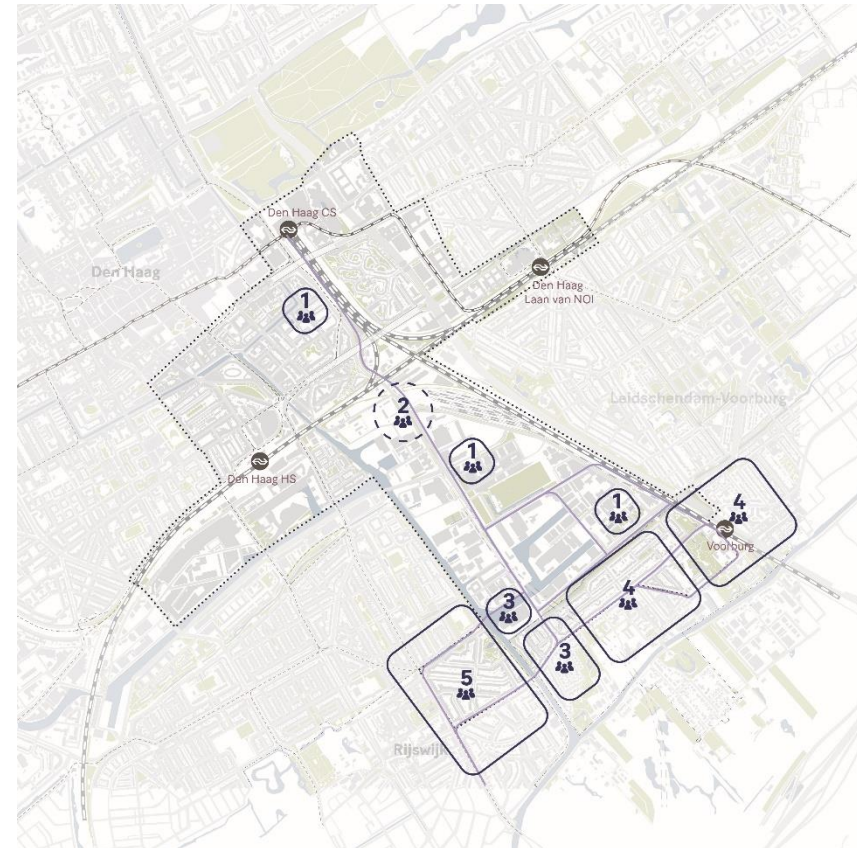 Den Haag CS
Den Haag
Den Haag
Laan van NOI
1
Leidschendam-Voorburg
2
1
Den Haag HS
1
4
Voorburg
3
4
3
5
Rijswijk